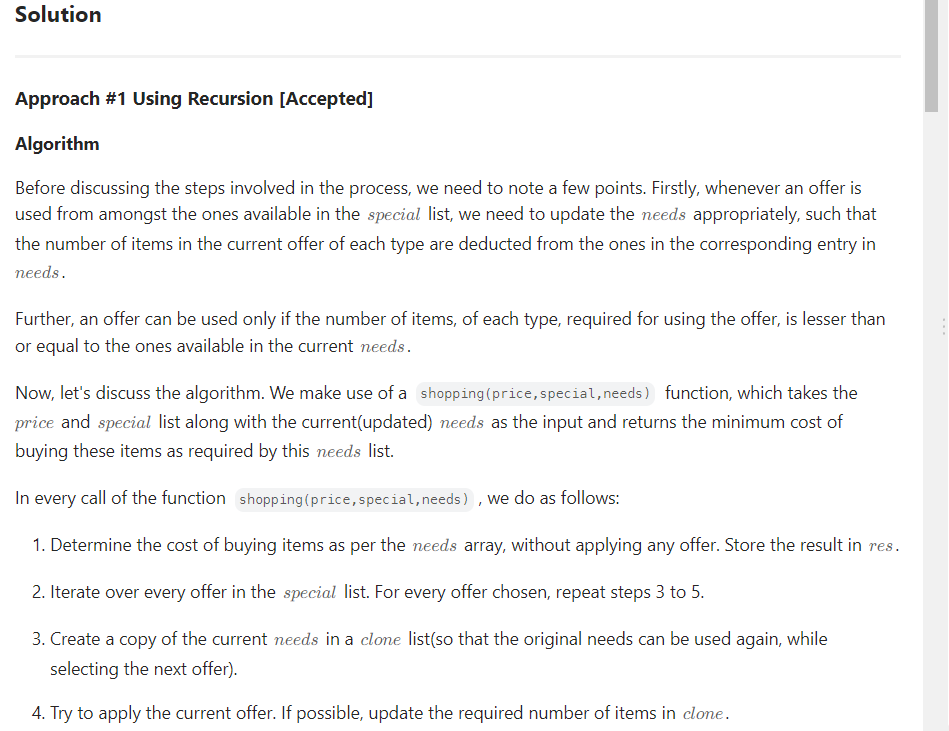 Solution
Approach #1 Using Recursion [Accepted]
Algorithm
Before discussing the steps involved in the process, we need to note a few points. Firstly, whenever an offer is
used from amongst the ones available in the special list, we need to update the needs appropriately, such that
the number of items in the current offer of each type are deducted from the ones in the corresponding entry in
needs.
Further, an offer can be used only if the number of items, of each type, required for using the offer, is lesser than
or equal to the ones available in the current needs.
Now, let's discuss the algorithm. We make use of a shopping(price,special,needs) function, which takes the
price and special list along with the current(updated) needs as the input and returns the minimum cost of
buying these items as required by this needs list.
In every call of the function shopping(price,special,needs) , we do as follows:
1. Determine the cost of buying items as per the needs array, without applying any offer. Store the result in res.
2. Iterate over every offer in the special list. For every offer chosen, repeat steps 3 to 5.
3. Create a copy of the current needs in a clone list(so that the original needs can be used again, while
selecting the next offer).
4. Try to apply the current offer. If possible, update the required number of items in clone.